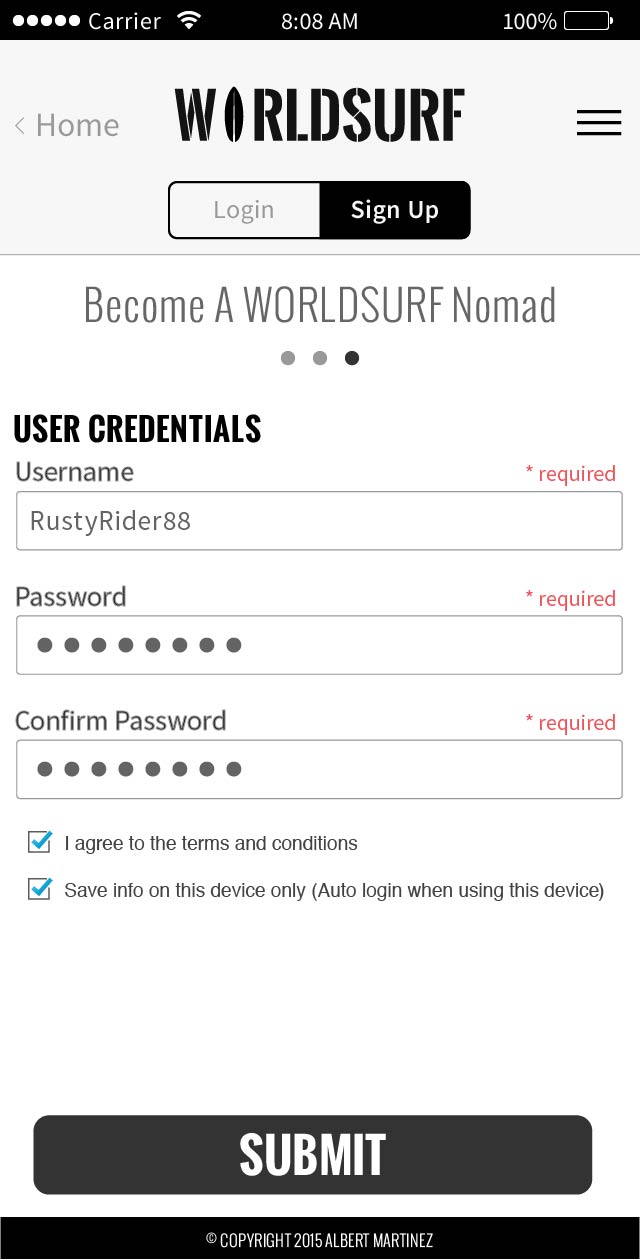 Carrier 8:08 AM 100%
< Home WORLDSURF
Login Sign Up
Become A WORLDSURF Nomad
USER CREDENTIALS
Username * required
RustyRider88
Password * required
●●●●●●●●
Confirm Password * required
●●●●●●●●
I agree to the terms and conditions
Save info on this device only (Auto login when using this device)
SUBMIT
© COPYRIGHT 2015 ALBERT MARTINEZ